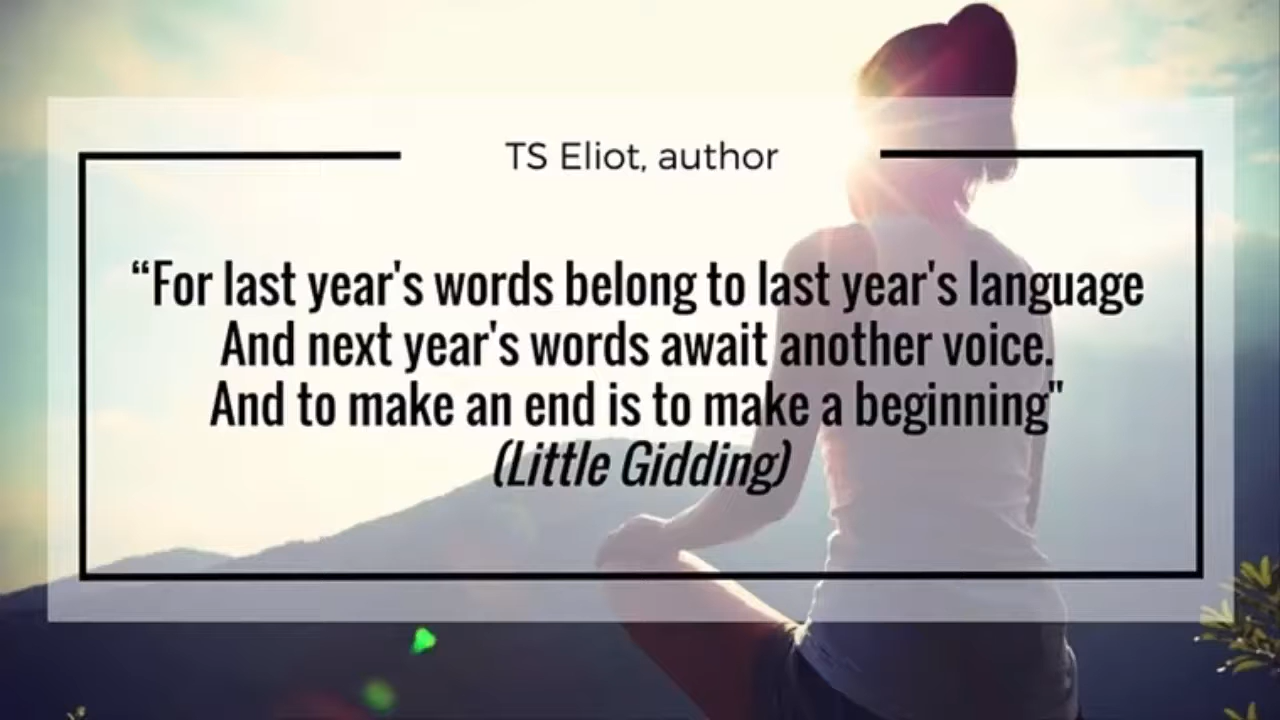 TS Eliot, author
“For last year's words belong to last year's language
And next year's words await another voice.
And to make an end is to make a beginning"
(Little Gidding)